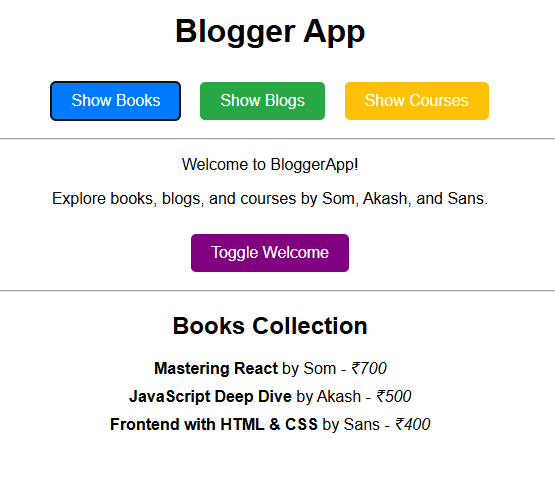 Blogger App
Show Books Show Blogs Show Courses
Welcome to BloggerApp!
Explore books, blogs, and courses by Som, Akash, and Sans.
Toggle Welcome
Books Collection
Mastering React by Som - ₹700
JavaScript Deep Dive by Akash - ₹500
Frontend with HTML & CSS by Sans - ₹400